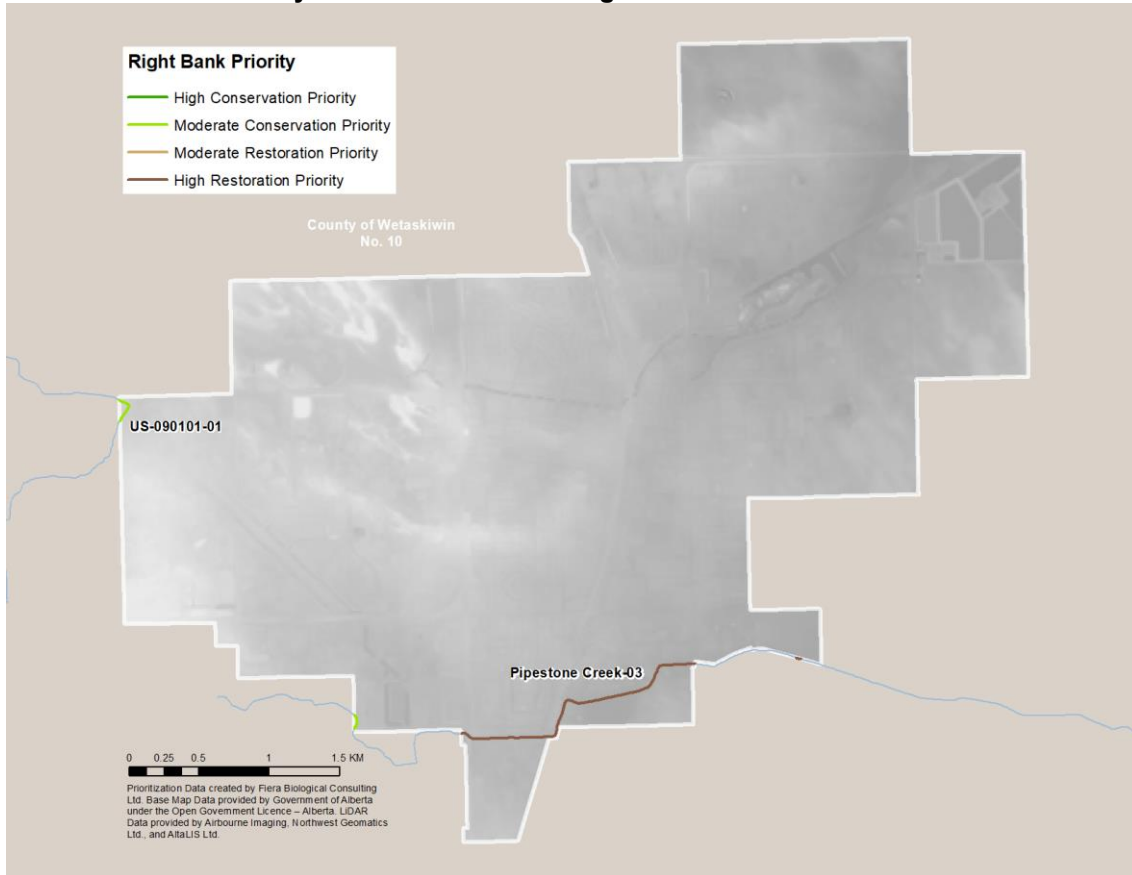 Right Bank Priority
High Conservation Priority
Moderate Conservation Priority
Moderate Restoration Priority
High Restoration Priority
County of Wetaskiwin
No. 10
US-090101-01
Pipestone Creek-03
0 0.25 0.5 1 1.5 KM
Prioritization Data created by Fiera Biological Consulting
Ltd. Base Map Data provided by Government of Alberta
under the Open Government Licence – Alberta. LiDAR
Data provided by Airbourne Imaging, Northwest Geomatics
Ltd., and AltaLIS Ltd.